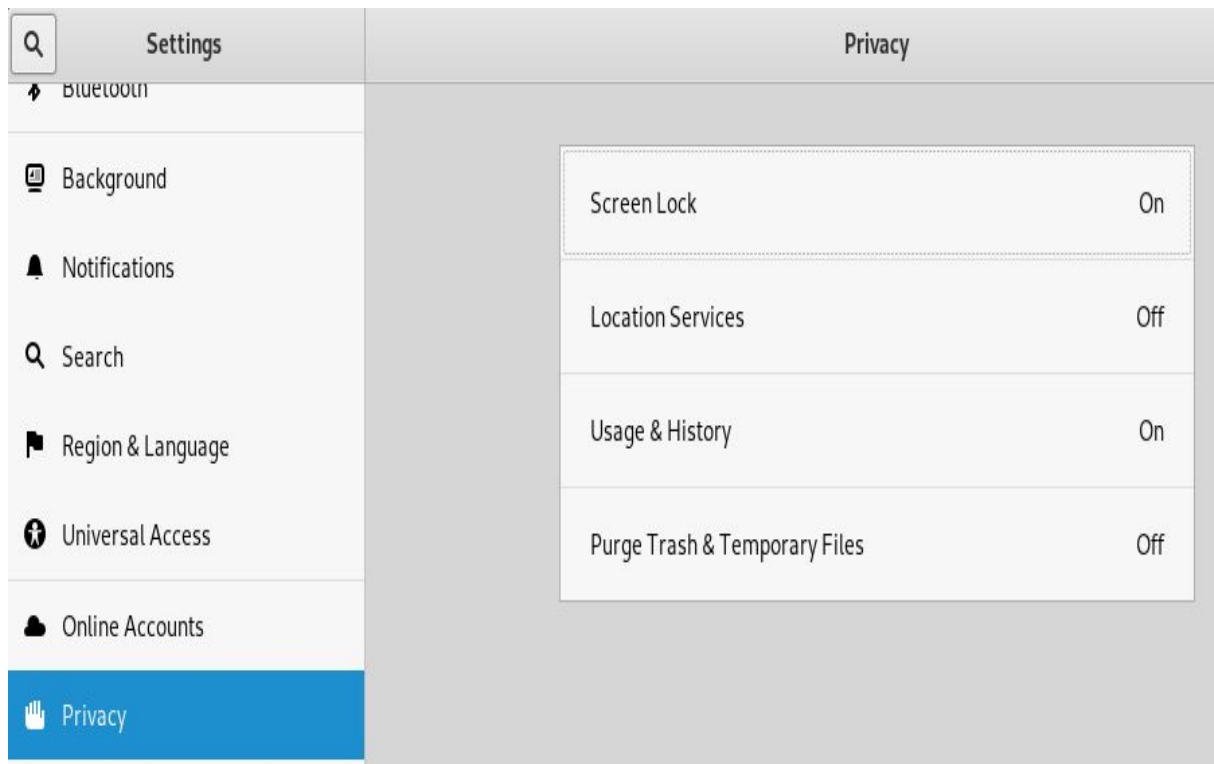 Settings
Privacy
Bluetooth
Background
Notifications
Search
Region & Language
Universal Access
Online Accounts
Privacy
Screen Lock On
Location Services Off
Usage & History On
Purge Trash & Temporary Files Off